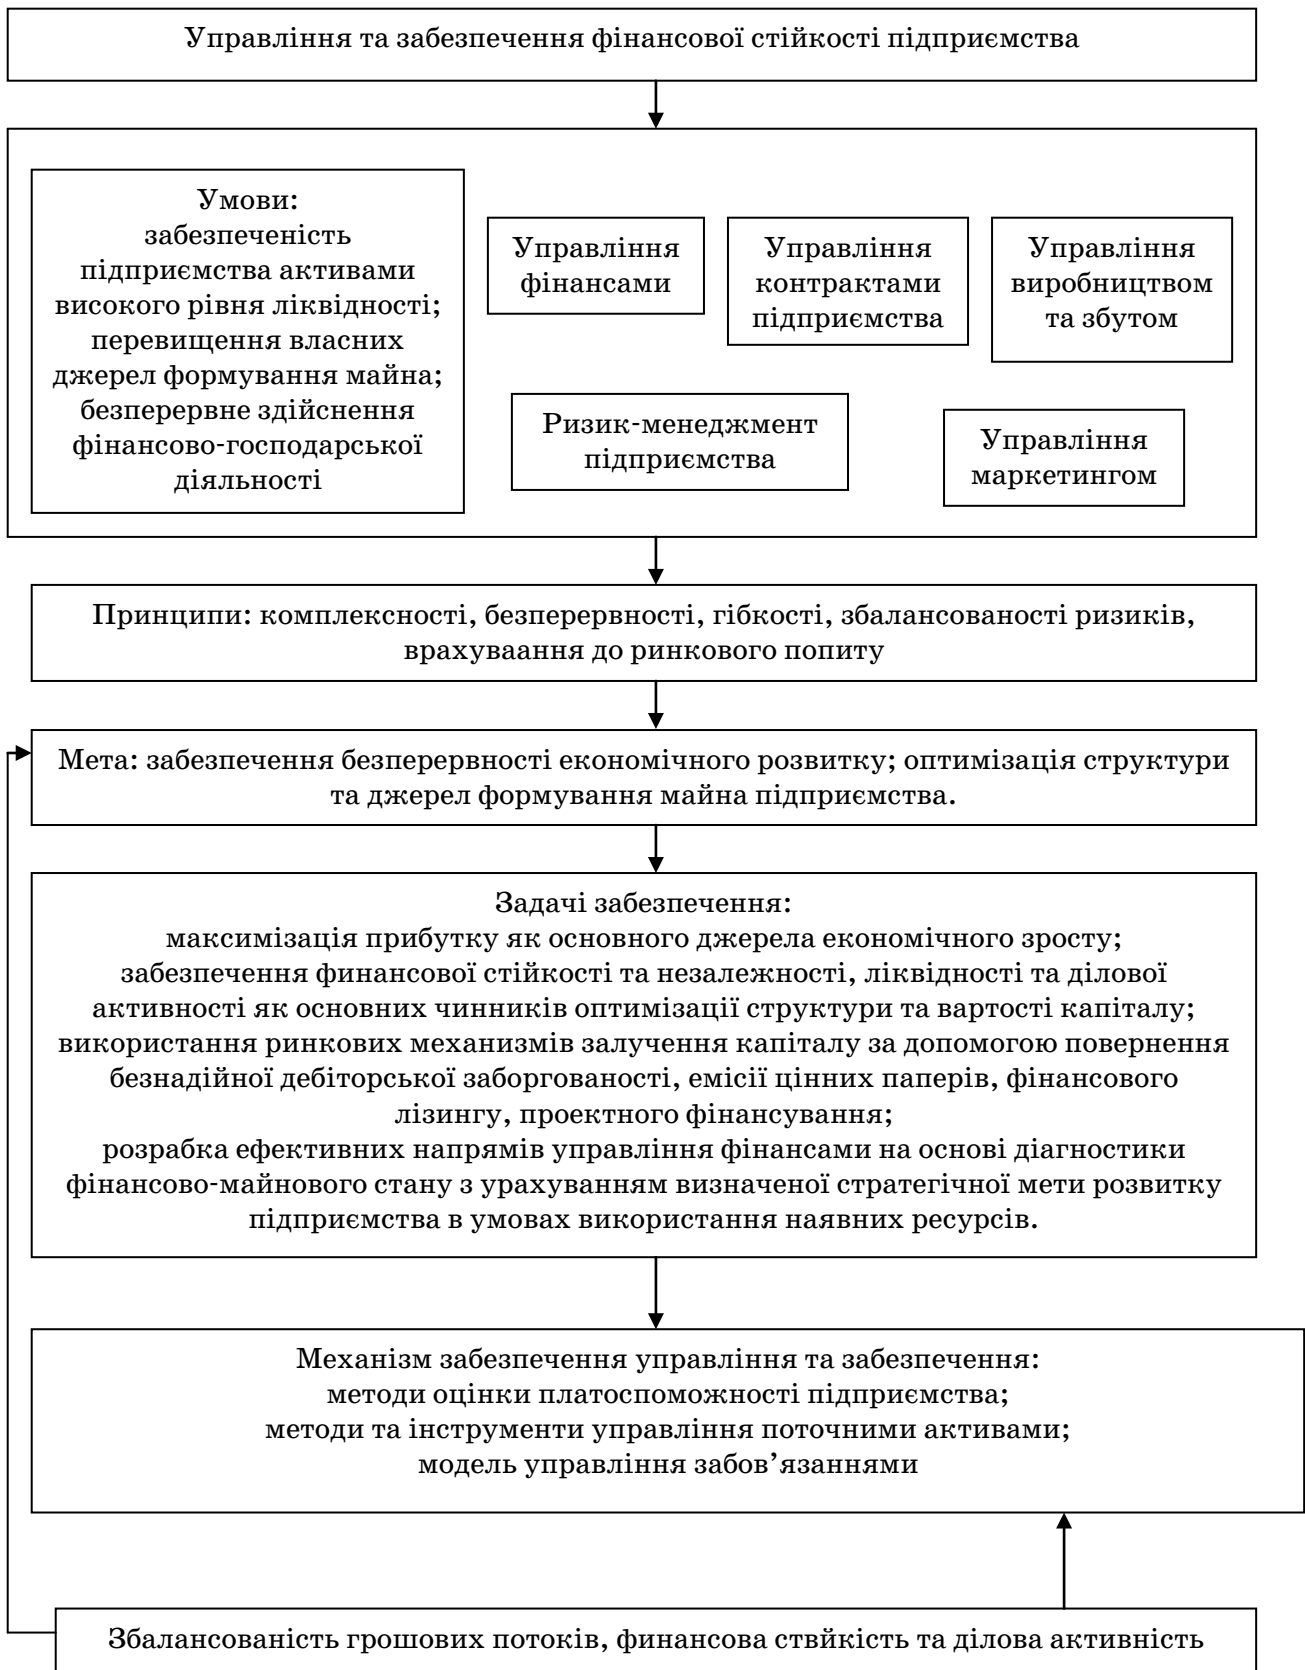 Управління та забезпечення фінансової стійкості підприємства
Умови:
забезпеченість
підприємства активами
високого рівня ліквідності;
перевищення власних
джерел формування майна;
безперервне здійснення
фінансово-господарської
діяльності
Управління
фінансами
Управління
контрактами
підприємства
Управління
виробництвом
та збутом
Ризик-менеджмент
підприємства
Управління
маркетингом
Принципи: комплексності, безперервності, гібкості, збалансованості ризиків,
врахуваання до ринкового попиту
Мета: забезпечення безперервності економічного розвитку; оптимізація структури
та джерел формування майна підприємства.
Задачі забезпечення:
максимізація прибутку як основного джерела економічного зросту;
забезпечення финансової стійкості та незалежності, ліквідності та ділової
активності як основних чинників оптимізації структури та вартості капіталу;
використання ринкових механізмів залучення капіталу за допомогою повернення
безнадійної дебіторської заборгованості, емісії цінних паперів, фінансового
лізингу, проектного фінансування;
розрабка ефективних напрямів управління фінансами на основі діагностики
фінансово-майнового стану з урахуванням визначеної стратегічної мети розвитку
підприємства в умовах використання наявних ресурсів.
Механізм забезпечення управління та забезпечення:
методи оцінки платоспоможності підприємства;
методи та інструменти управління поточними активами;
модель управління забов’язаннями
Збалансованість грошових потоків, финансова ствйкість та ділова активність